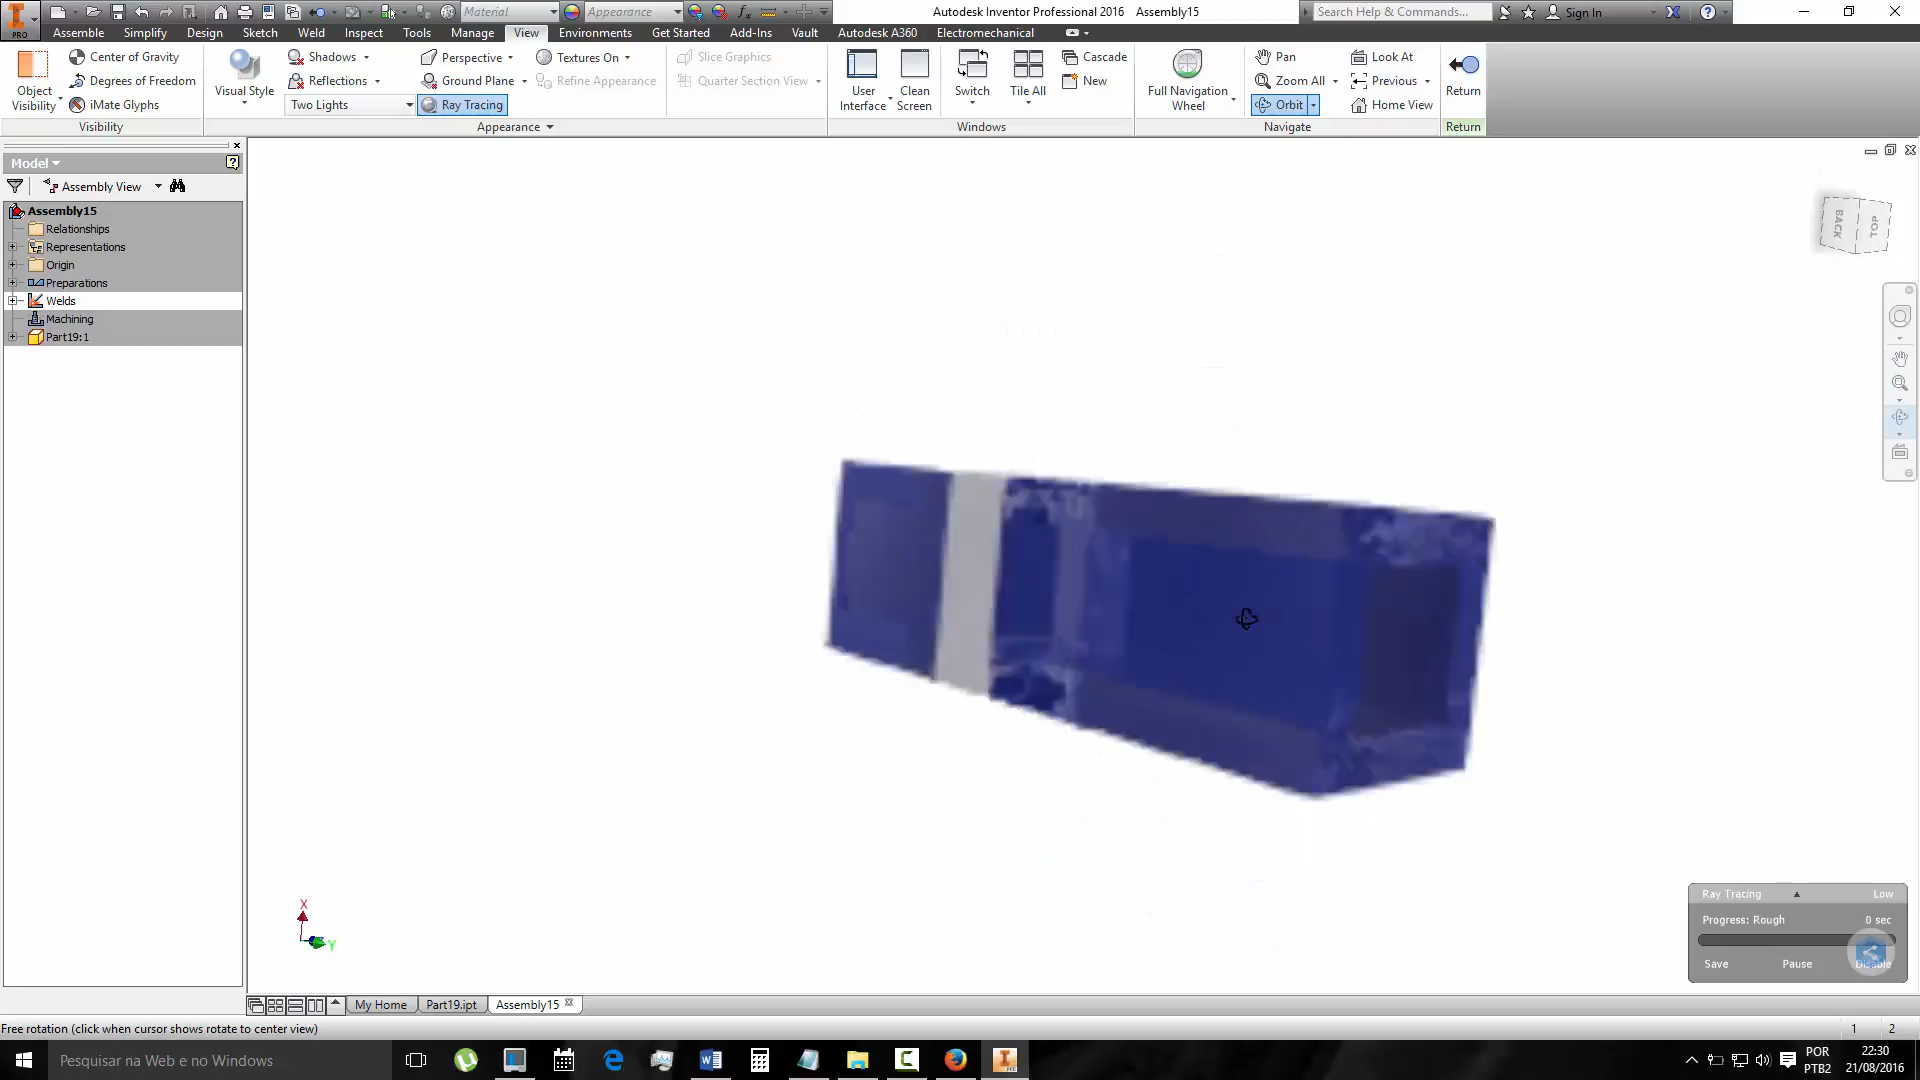 Material
Appearance
Autodesk Inventor Professional 2016 Assembly15
Search Help & Commands...
Sign In
PRO
Assemble Simplify Design Sketch Weld Inspect Tools Manage View Environments Get Started Add-Ins Vault Autodesk A360 Electromechanical
Object Visibility
Center of Gravity
Degrees of Freedom
iMate Glyphs
Visibility
Visual Style
Shadows
Reflections
Two Lights
Perspective
Ground Plane
Ray Tracing
Textures On
Refine Appearance
Appearance
Slice Graphics
Quarter Section View
User Interface
Clean Screen
Switch
Tile All
Cascade
New
Windows
Full Navigation Wheel
Pan
Zoom All
Orbit
Look At
Previous
Home View
Navigate
Return
Return
Model
Assembly View
Assembly15
Relationships
Representations
Origin
Preparations
Welds
Machining
Part19:1
BACK
TOP
X
Y
Ray Tracing Low
Progress: Rough 0 sec
Save Pause Disable
My Home Part19.ipt Assembly15
Free rotation (click when cursor shows rotate to center view)
1 2
Pesquisar na Web e no Windows
POR
PTB2
22:30
21/08/2016